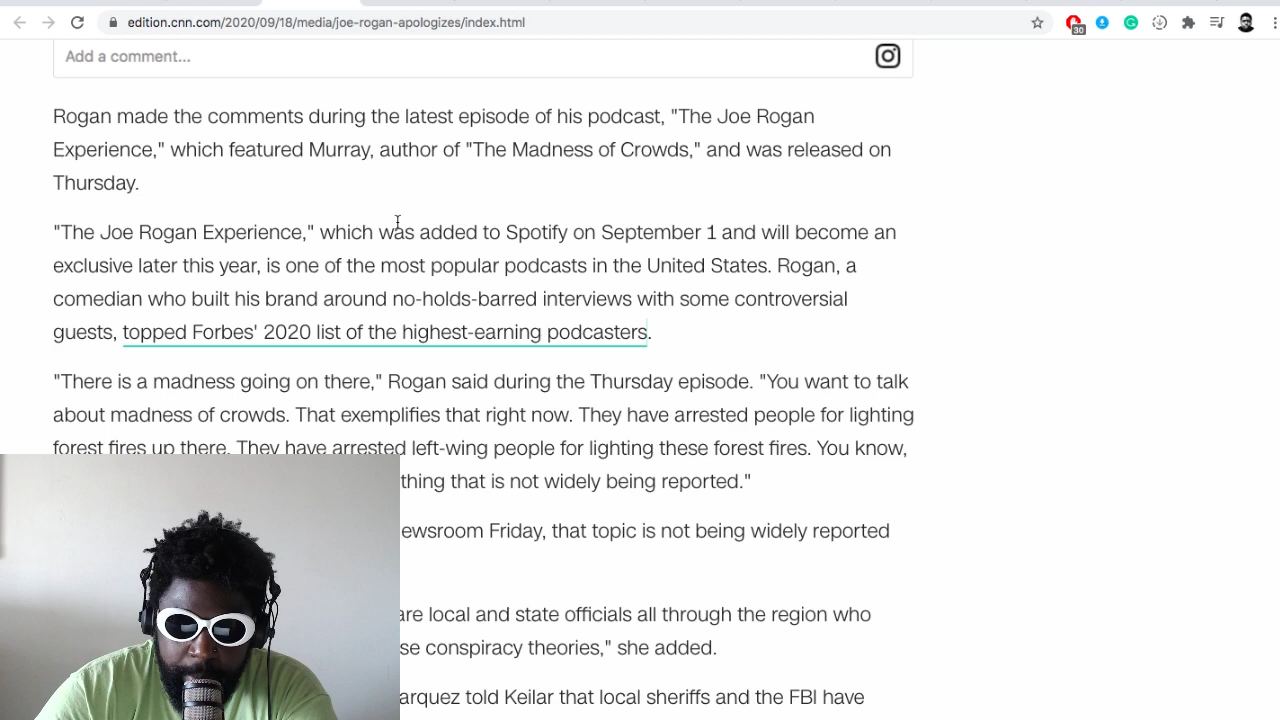 edition.cnn.com/2020/09/18/media/joe-rogan-apologizes/index.html
30
Add a comment...
Rogan made the comments during the latest episode of his podcast, "The Joe Rogan
Experience," which featured Murray, author of "The Madness of Crowds," and was released on
Thursday.
"The Joe Rogan Experience," which was added to Spotify on September 1 and will become an
exclusive later this year, is one of the most popular podcasts in the United States. Rogan, a
comedian who built his brand around no-holds-barred interviews with some controversial
guests, topped Forbes' 2020 list of the highest-earning podcasters.
"There is a madness going on there," Rogan said during the Thursday episode. "You want to talk
about madness of crowds. That exemplifies that right now. They have arrested people for lighting
forest fires up there. They have arrested left-wing people for lighting these forest fires. You know,
thing that is not widely being reported."
ewsroom Friday, that topic is not being widely reported
are local and state officials all through the region who
se conspiracy theories," she added.
arquez told Keilar that local sheriffs and the FBI have